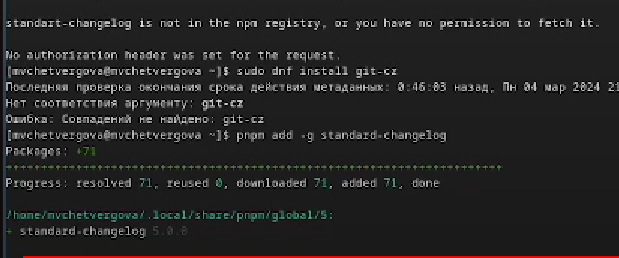 standart-changelog is not in the npm registry, or you have no permission to fetch it.
No authorization header was set for the request.
[mvchetvergova@mvchetvergova ~]$ sudo dnf install git-cz
Последняя проверка окончания срока действия метаданных: 0:46:03 назад, Пн 04 мар 2024 21
Нет соответствия аргументу: git-cz
Ошибка: Совпадений не найдено: git-cz
[mvchetvergova@mvchetvergova ~]$ pnpm add -g standard-changelog
Packages: +71
+++++++++++++++++++++++++++++++++++++++++++++++++++++++++++++++++++++++
Progress: resolved 71, reused 0, downloaded 71, added 71, done
/home/mvchetvergova/.local/share/pnpm/global/5:
+ standard-changelog 5.0.0